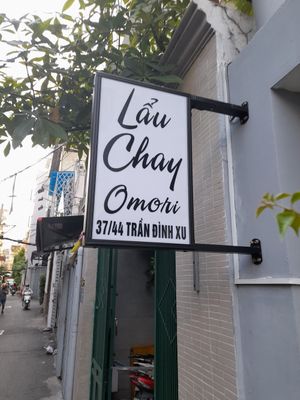 Lẩu
Chay
Omori
37/44 TRẦN ĐÌNH XU